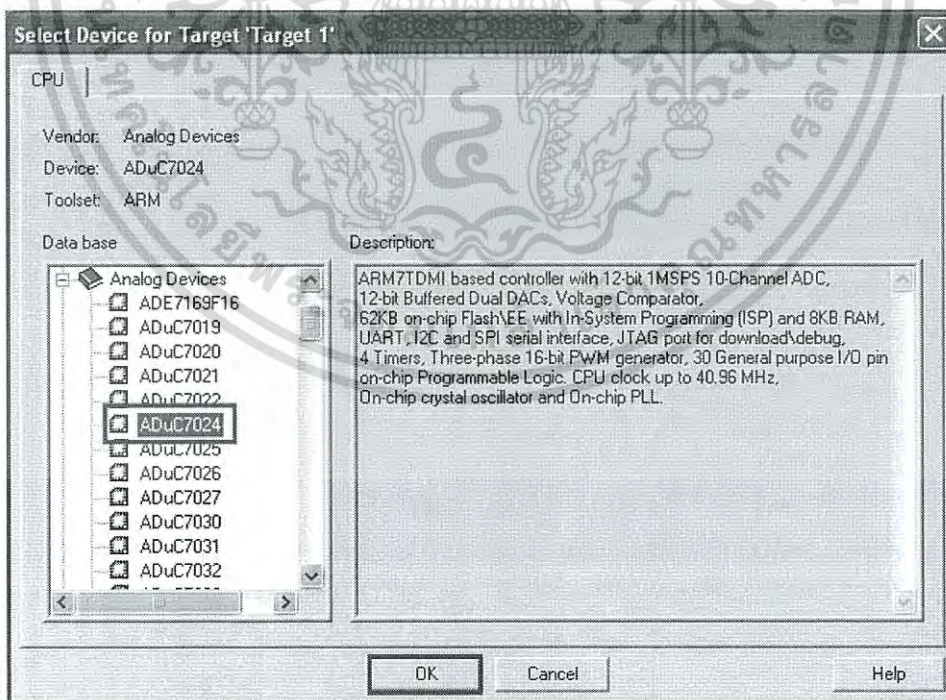 Select Device for Target 'Target 1'
CPU
Vendor: Analog Devices
Device: ADuC7024
Toolset: ARM
Data base
Description:
Analog Devices
ADE7169F16
ADuC7019
ADuC7020
ADuC7021
ADuC7022
ADuC7024
ADuC7025
ADuC7026
ADuC7027
ADuC7030
ADuC7031
ADuC7032
ARM7TDMI based controller with 12-bit 1MSPS 10-Channel ADC,
12-bit Buffered Dual DACs, Voltage Comparator,
62KB on-chip Flash\EE with In-System Programming (ISP) and 8KB RAM,
UART, I2C and SPI serial interface, JTAG port for download\debug,
4 Timers, Three-phase 16-bit PWM generator, 30 General purpose I/O pin
on-chip Programmable Logic. CPU clock up to 40.96 MHz,
On-chip crystal oscillator and On-chip PLL.
OK
Cancel
Help